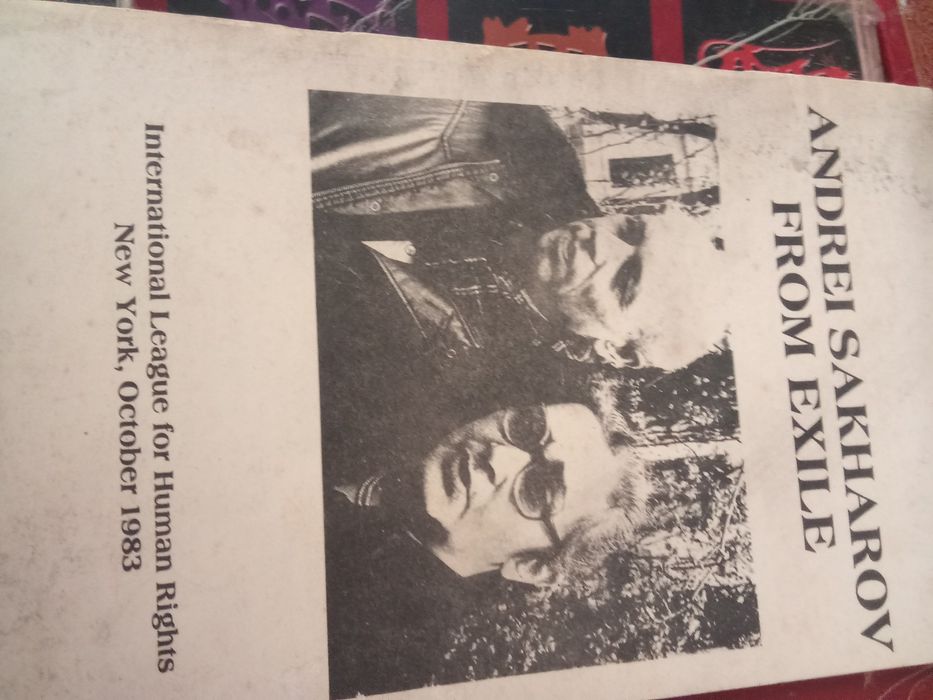 ANDREI SAKHAROV
FROM EXILE
International League for Human Rights
New York, October 1983